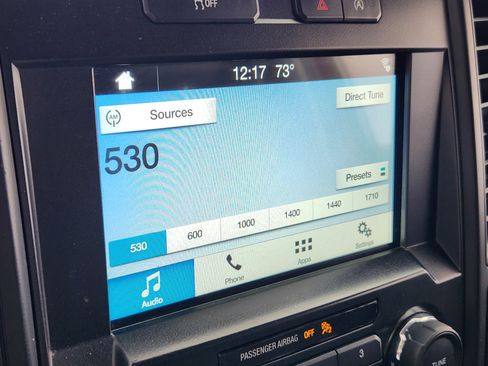 OFF
A
12:17 73°
AM Sources
Direct Tune
530
Presets
530 600 1000 1400 1440 1710
Audio Phone Apps Settings
PASSENGER AIRBAG OFF
3
TUNE